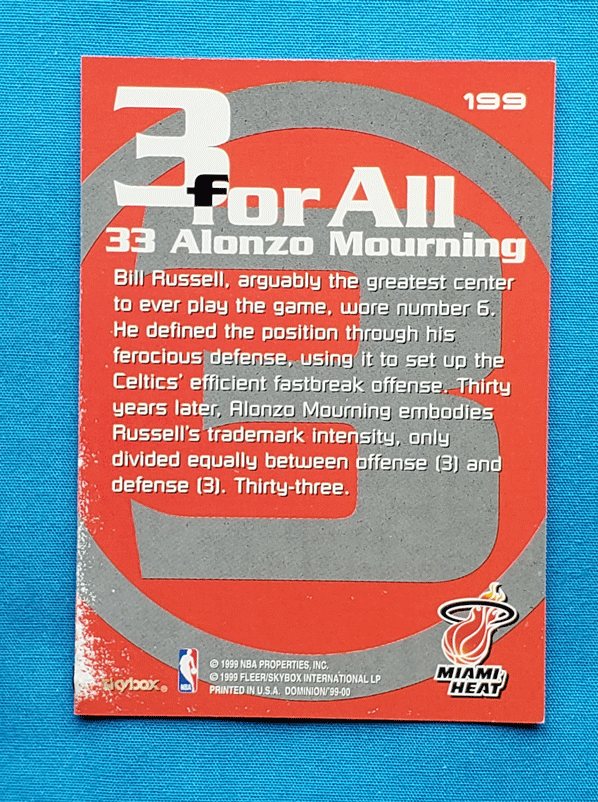 199
3
for All
33 Alonzo Mourning
Bill Russell, arguably the greatest center
to ever play the game, wore number 6.
He defined the position through his
ferocious defense, using it to set up the
Celtics' efficient fastbreak offense. Thirty
years later, Alonzo Mourning embodies
Russell's trademark intensity, only
divided equally between offense (3) and
defense (3). Thirty-three.
MIAMI
HEAT
skybox®
NBA
© 1999 NBA PROPERTIES, INC.
© 1999 FLEER/SKYBOX INTERNATIONAL LP
PRINTED IN U.S.A. DOMINION/'99-00